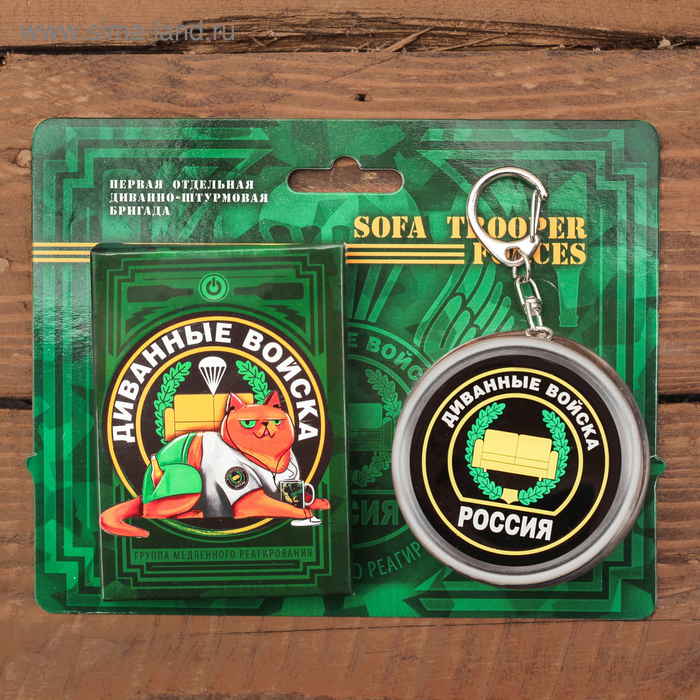 www.sima-land.ru
ПЕРВАЯ ОТДЕЛЬНАЯ
ДИВАННО-ШТУРМОВАЯ
БРИГАДА
SOFA TROOPER
ДИВАННЫЕ ВОЙСКА
ГРУППА МЕДЛЕННОГО РЕАГИРОВАНИЯ
ДИВАННЫЕ ВОЙСКА
РОССИЯ